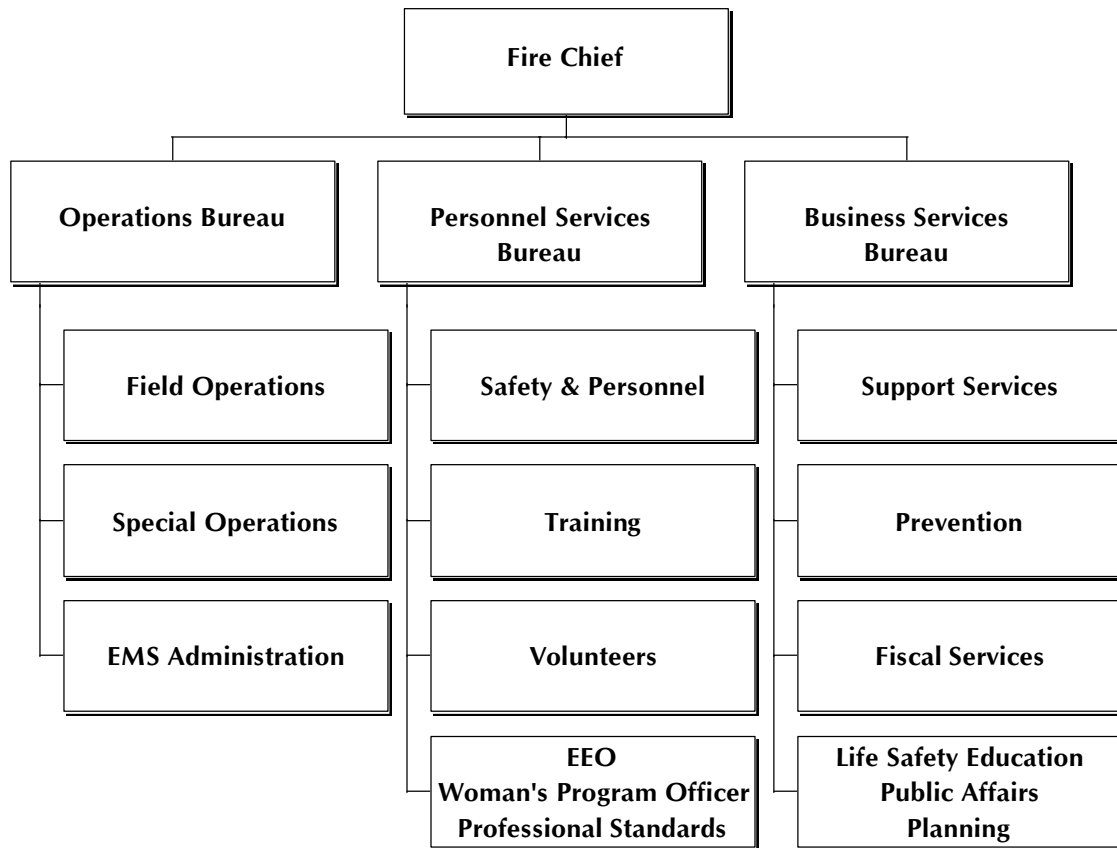 Fire Chief
Operations Bureau
Personnel Services
Bureau
Business Services
Bureau
Field Operations
Safety & Personnel
Support Services
Special Operations
Training
Prevention
EMS Administration
Volunteers
Fiscal Services
EEO
Woman's Program Officer
Professional Standards
Life Safety Education
Public Affairs
Planning